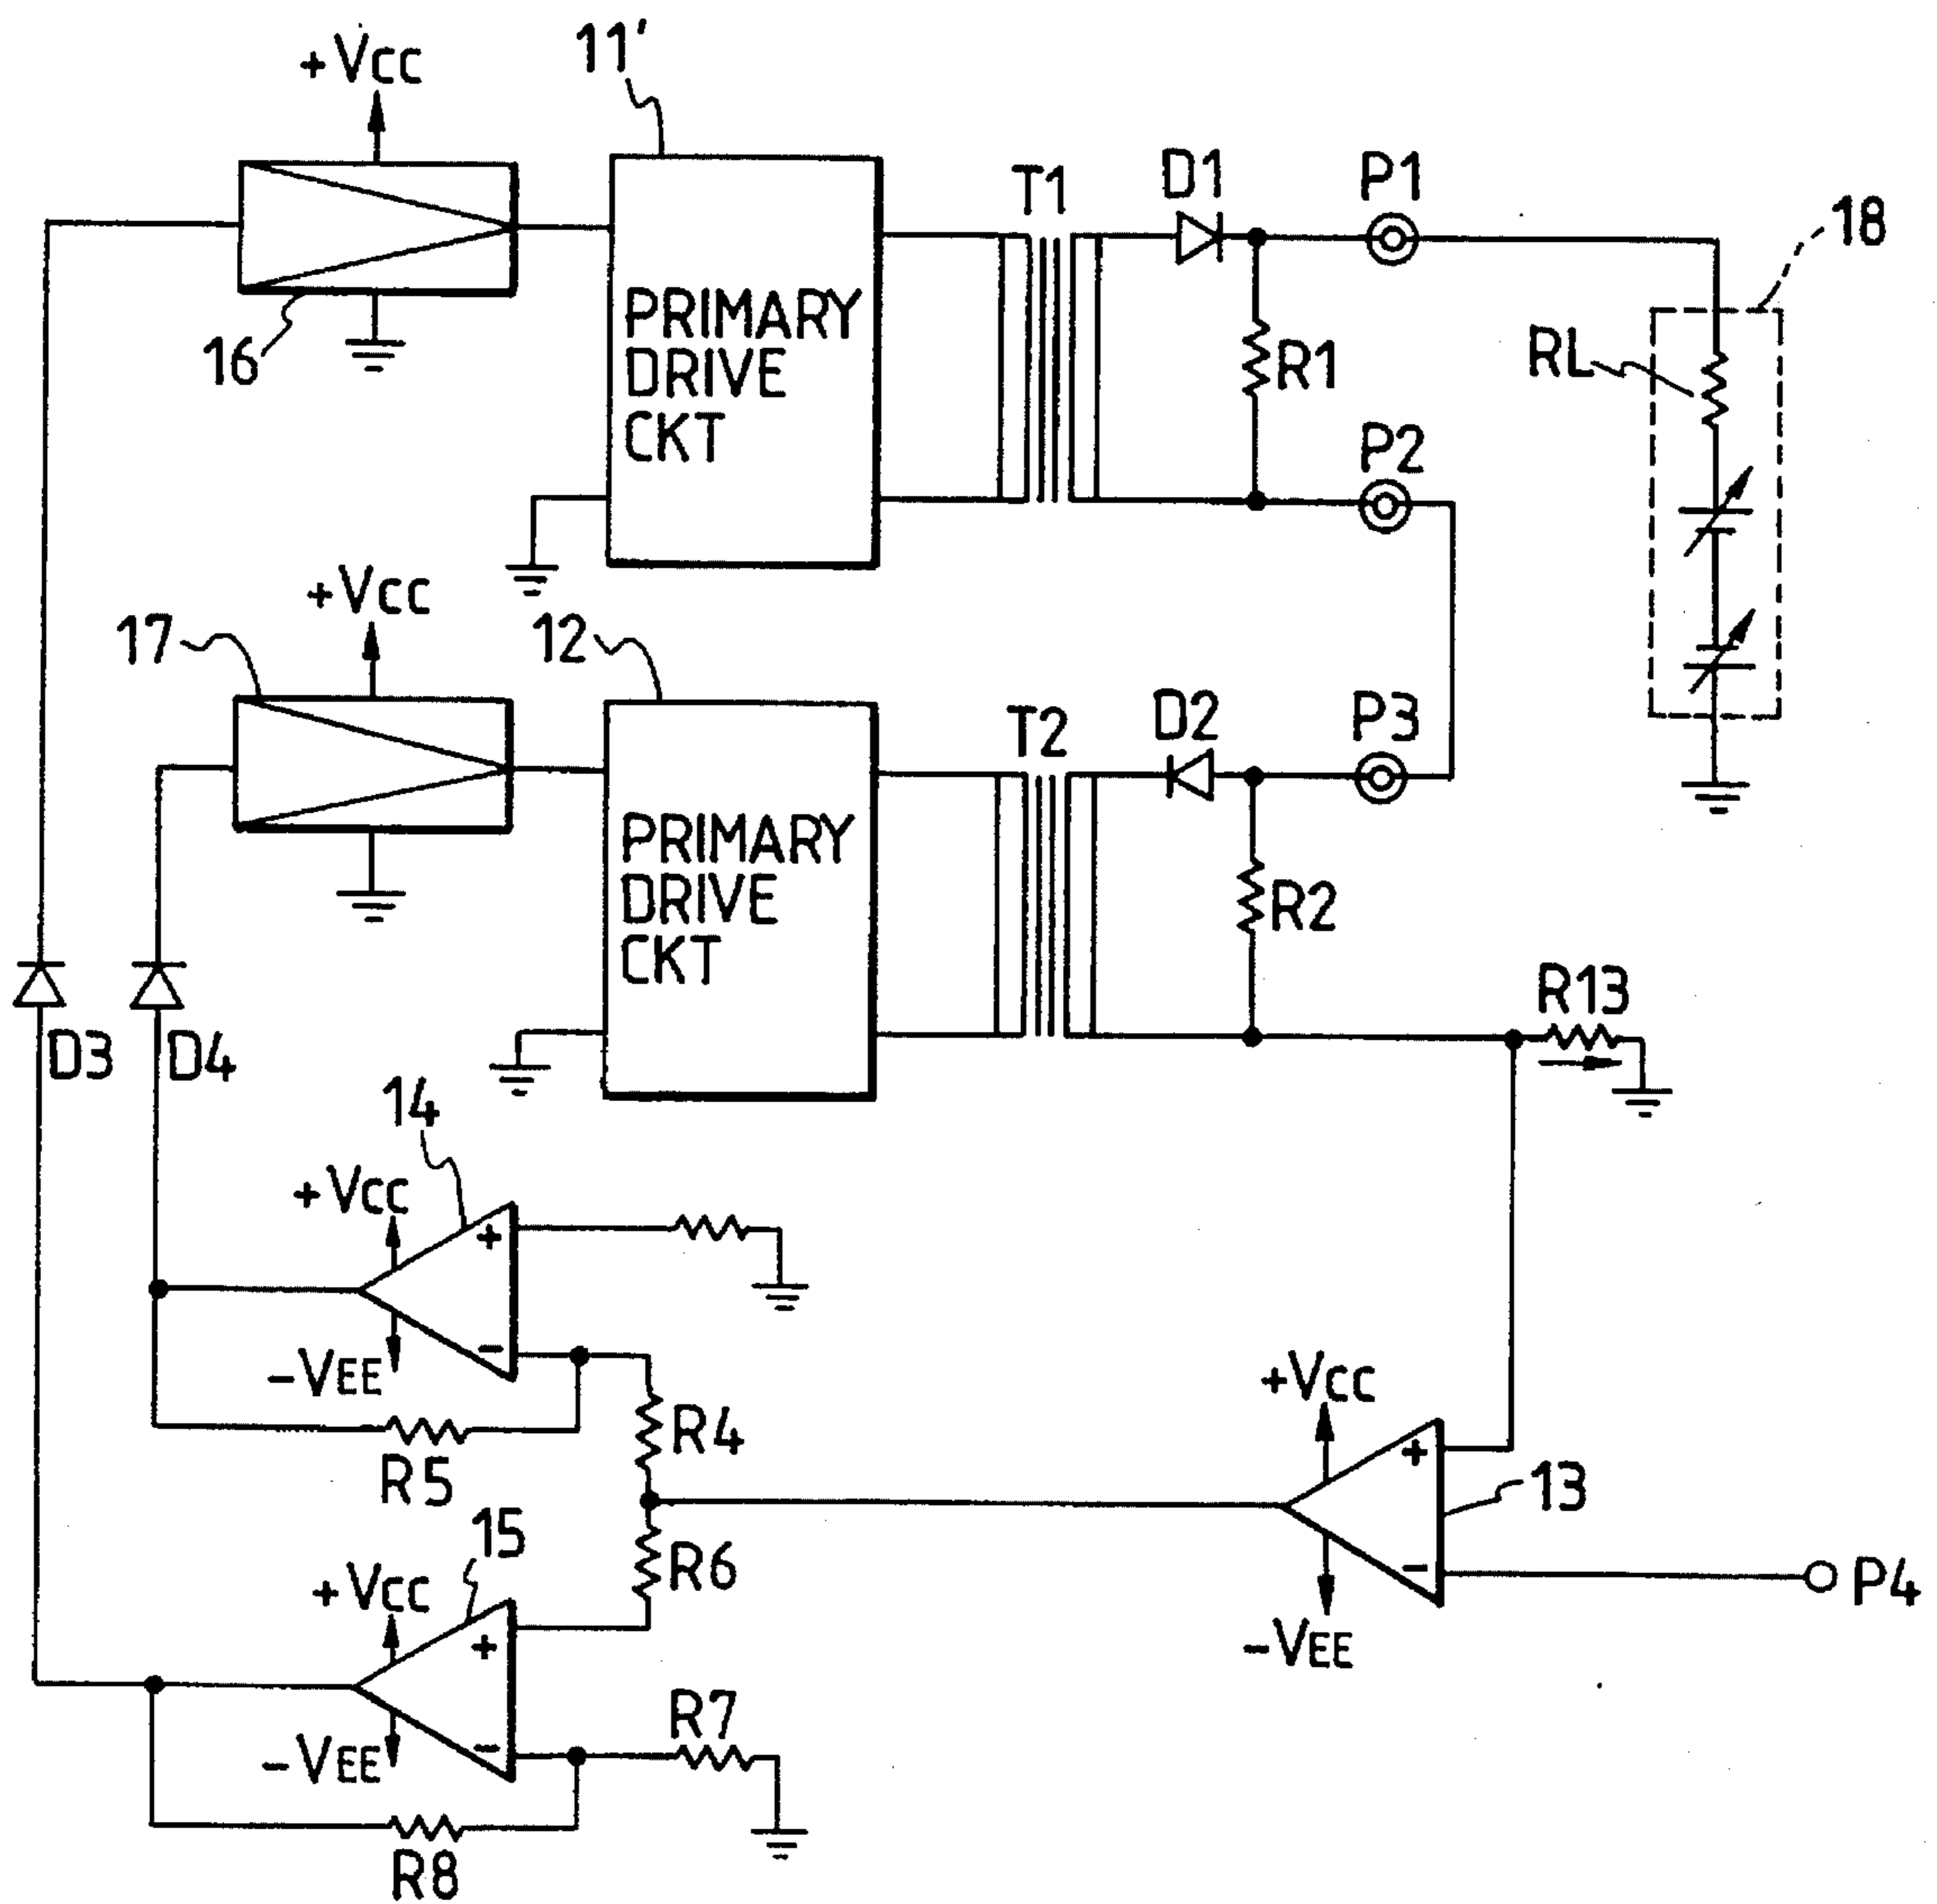 +VCC
11'
16
PRIMARY
DRIVE
CKT
T1
D1
P1
18
R1
RL
P2
+VCC
17
12
PRIMARY
DRIVE
CKT
T2
D2
P3
R2
R13
D3
D4
14
+VCC
+
-
-VEE
R4
R5
+VCC
+
-
13
-VEE
P4
15
R6
+VCC
+
-
-VEE
R7
R8